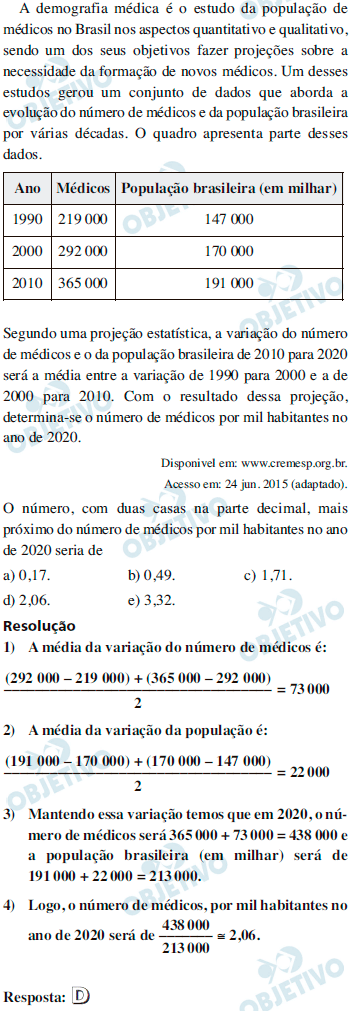 A demografia médica é o estudo da população de
médicos no Brasil nos aspectos quantitativo e qualitativo,
sendo um dos seus objetivos fazer projeções sobre a
necessidade da formação de novos médicos. Um desses
estudos gerou um conjunto de dados que aborda a
evolução do número de médicos e da população brasileira
por várias décadas. O quadro apresenta parte desses
dados.
Ano Médicos População brasileira (em milhar)
1990 219 000 147 000
2000 292 000 170 000
2010 365 000 191 000
Segundo uma projeção estatística, a variação do número
de médicos e o da população brasileira de 2010 para 2020
será a média entre a variação de 1990 para 2000 e a de
2000 para 2010. Com o resultado dessa projeção,
determina-se o número de médicos por mil habitantes no
ano de 2020.
Disponivel em: www.cremesp.org.br.
Acesso em: 24 jun. 2015 (adaptado).
O número, com duas casas na parte decimal, mais
próximo do número de médicos por mil habitantes no ano
de 2020 seria de
a) 0,17. b) 0,49. c) 1,71.
d) 2,06. e) 3,32.
Resolução
1) A média da variação do número de médicos é:
(292 000 – 219 000) + (365 000 – 292 000)
= 73 000
2
2) A média da variação da população é:
(191 000 – 170 000) + (170 000 – 147 000)
= 22 000
2
3) Mantendo essa variação temos que em 2020, o nú-
mero de médicos será 365 000 + 73 000 = 438 000 e
a população brasileira (em milhar) será de
191 000 + 22 000 = 213 000.
4) Logo, o número de médicos, por mil habitantes no
ano de 2020 será de 438 000 / 213 000 ≅ 2,06.
Resposta: D
OBJETIVO